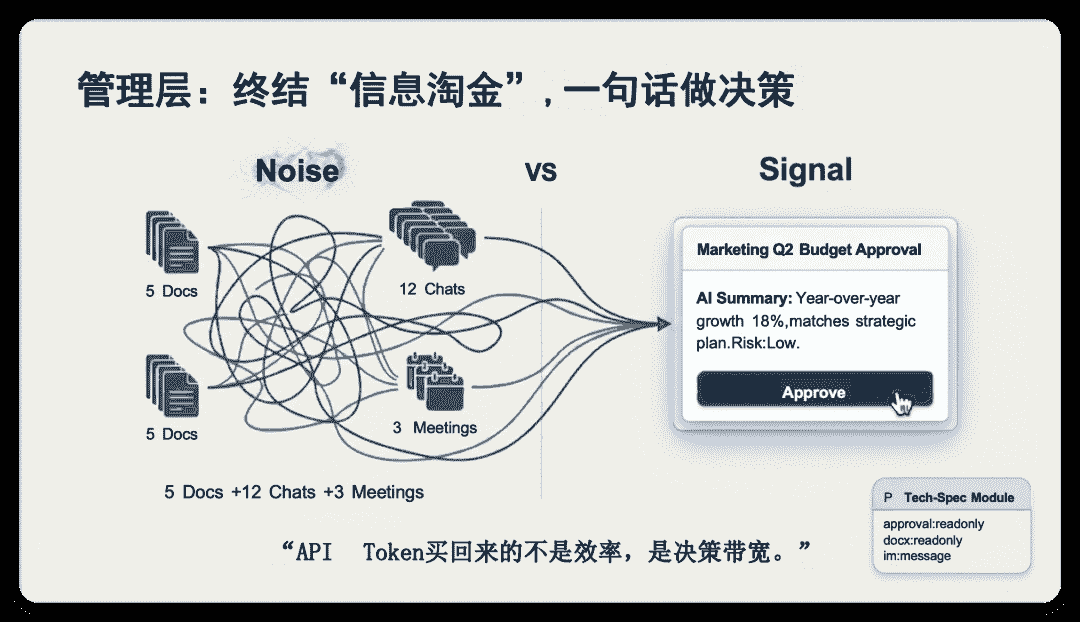 管理层：终结“信息淘金”,一句话做决策
Noise
vs
Signal
5 Docs
12 Chats
5 Docs
3 Meetings
5 Docs +12 Chats +3 Meetings
Marketing Q2 Budget Approval
AI Summary: Year-over-year
growth 18%,matches strategic
plan.Risk:Low.
Approve
P Tech-Spec Module
approval:readonly
docx:readonly
im:message
“API Token买回来的不是效率，是决策带宽。”